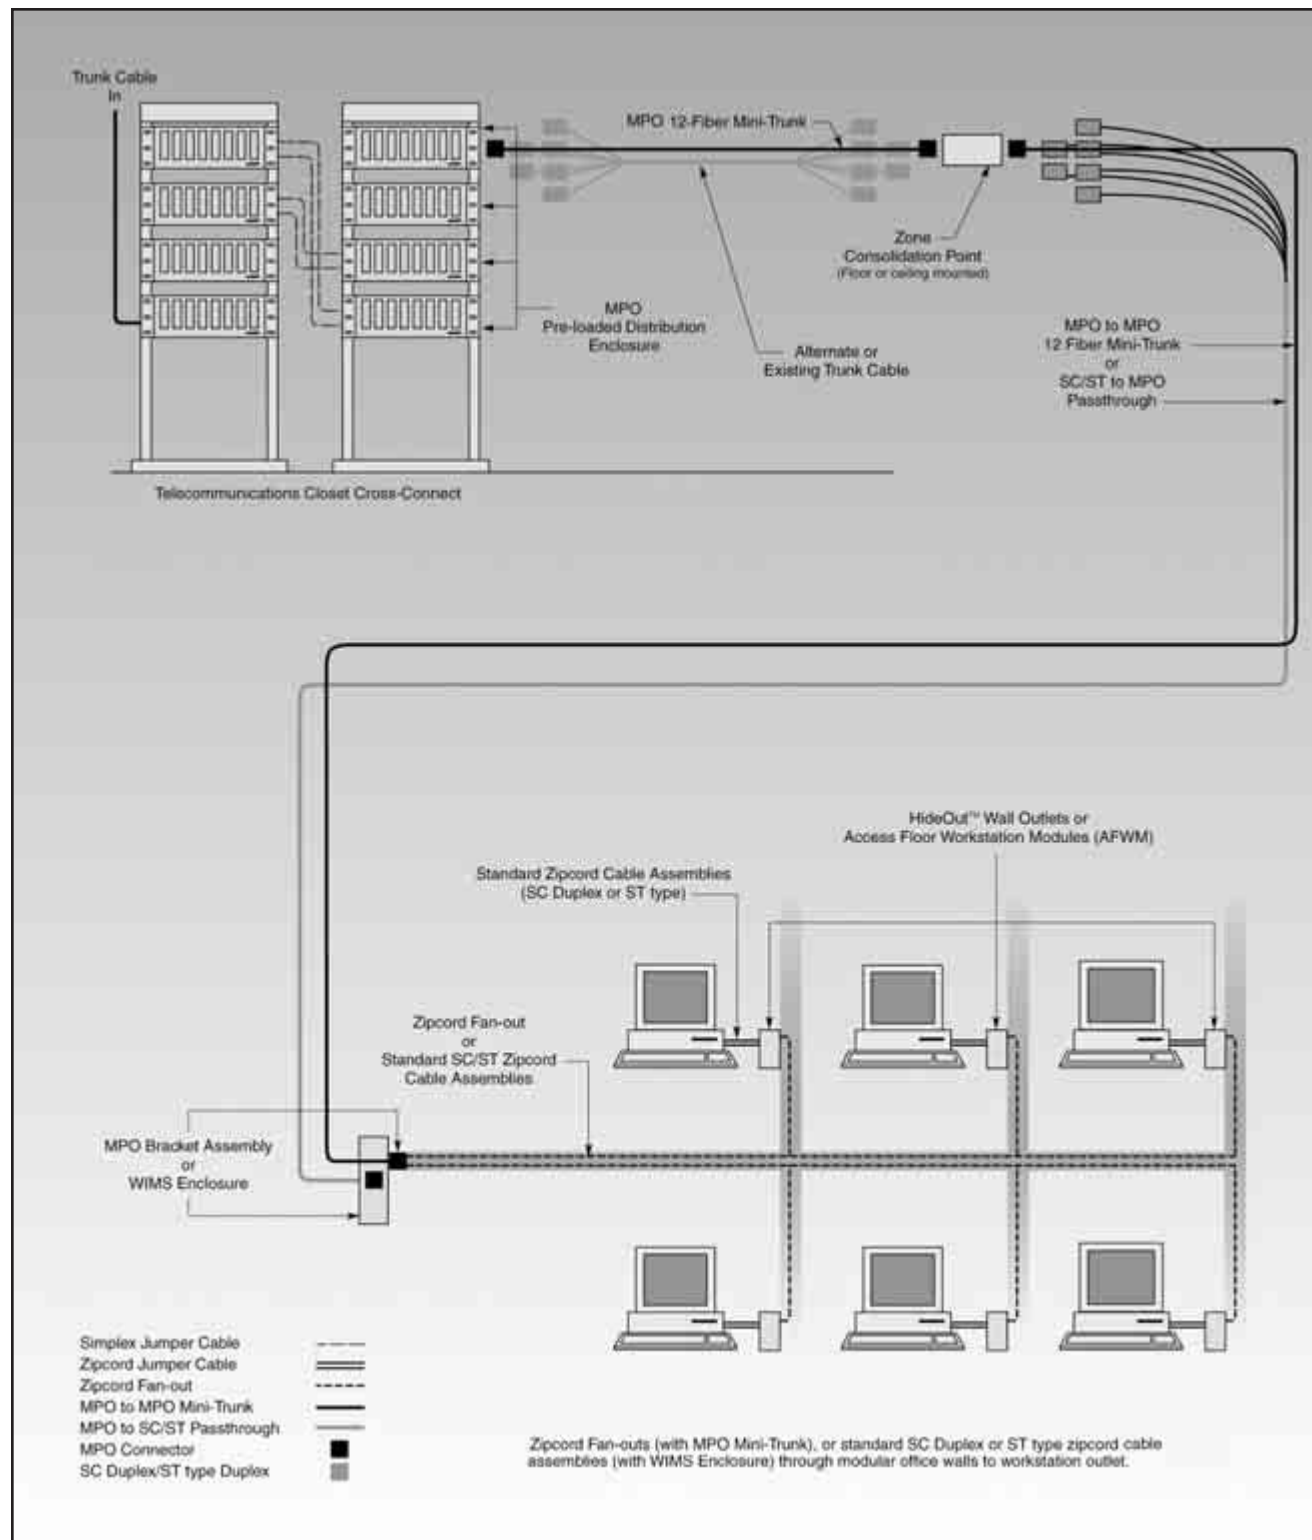 Trunk Cable
In
MPO 12-Fiber Mini-Trunk
Zone
Consolidation Point
(Floor or ceiling mounted)
MPO
Pre-loaded Distribution
Enclosure
Alternate or
Existing Trunk Cable
MPO to MPO
12 Fiber Mini-Trunk
or
SC/ST to MPO
Passthrough
Telecommunications Closet Cross-Connect
HideOut™ Wall Outlets or
Access Floor Workstation Modules (AFWM)
Standard Zipcord Cable Assemblies
(SC Duplex or ST type)
Zipcord Fan-out
or
Standard SC/ST Zipcord
Cable Assemblies
MPO Bracket Assembly
or
WIMS Enclosure
Simplex Jumper Cable
Zipcord Jumper Cable
Zipcord Fan-out
MPO to MPO Mini-Trunk
MPO to SC/ST Passthrough
MPO Connector
SC Duplex/ST type Duplex
Zipcord Fan-outs (with MPO Mini-Trunk), or standard SC Duplex or ST type zipcord cable
assemblies (with WIMS Enclosure) through modular office walls to workstation outlet.